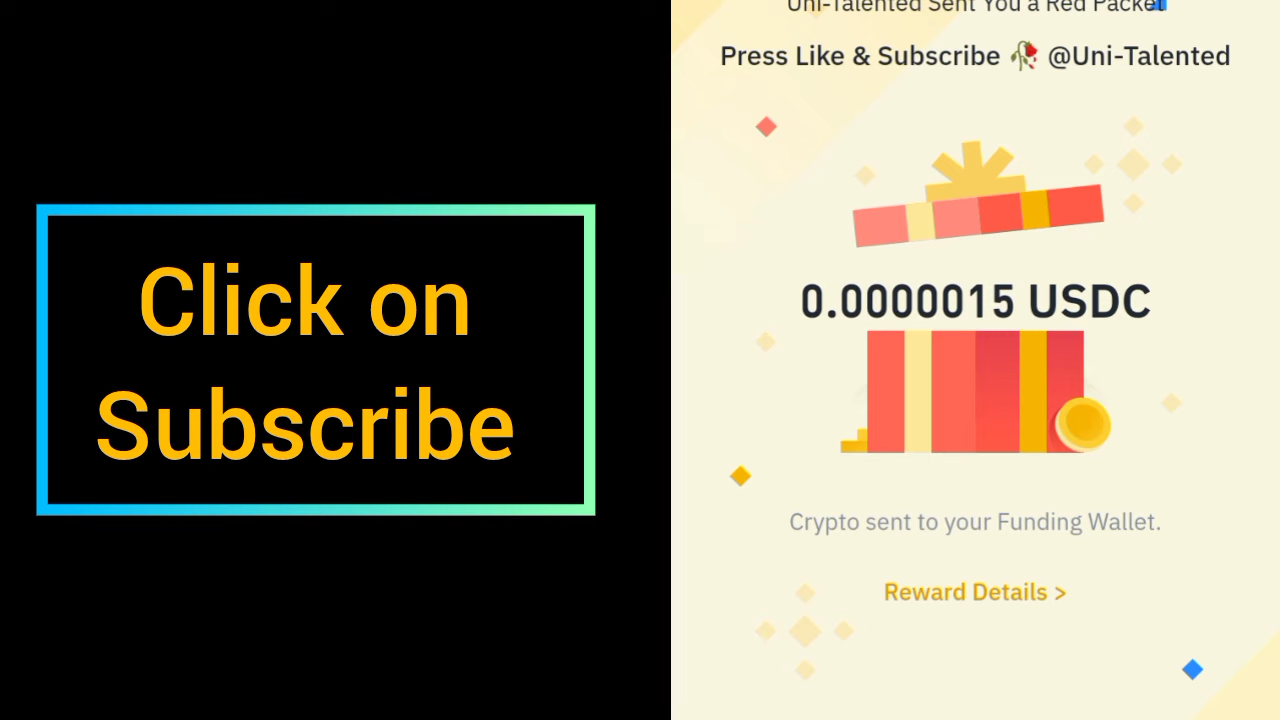 Click on
Subscribe
Uni-Talented Sent You a Red Packet
Press Like & Subscribe 🥀 @Uni-Talented
0.0000015 USDC
Crypto sent to your Funding Wallet.
Reward Details >